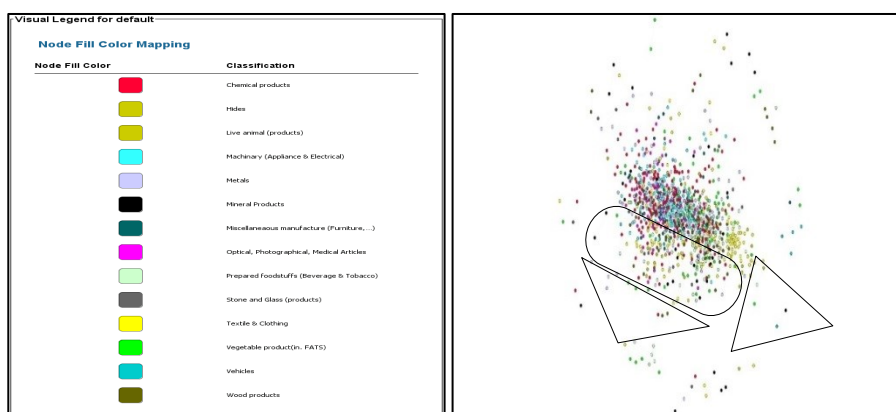 Visual Legend for default
Node Fill Color Mapping
Node Fill Color Classification
Chemical products
Hides
Live animal (products)
Machinary (Appliance & Electrical)
Metals
Mineral Products
Miscellaneaous manufacture (Furniture,...)
Optical, Photographical, Medical Articles
Prepared foodstuffs (Beverage & Tobacco)
Stone and Glass (products)
Textile & Clothing
Vegetable product(in. FATS)
Vehicles
Wood products